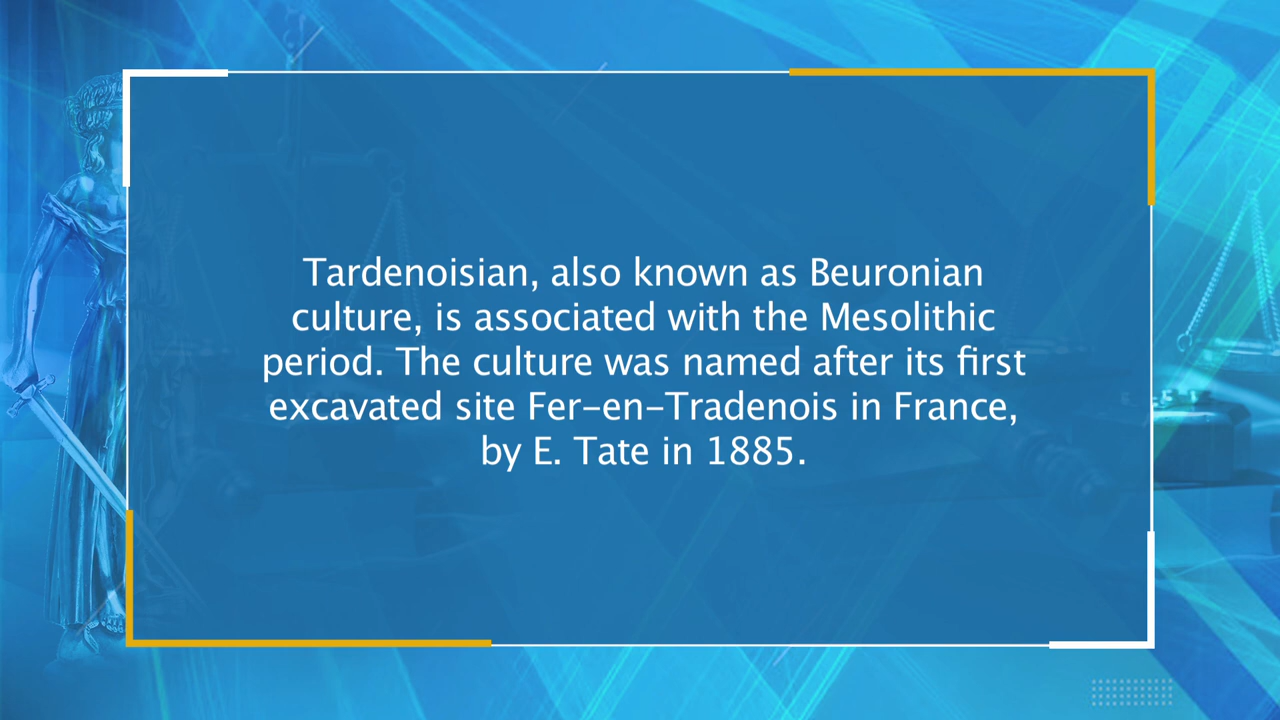 Tardenoisian, also known as Beuronian
culture, is associated with the Mesolithic
period. The culture was named after its first
excavated site Fer-en-Tradenois in France,
by E. Tate in 1885.